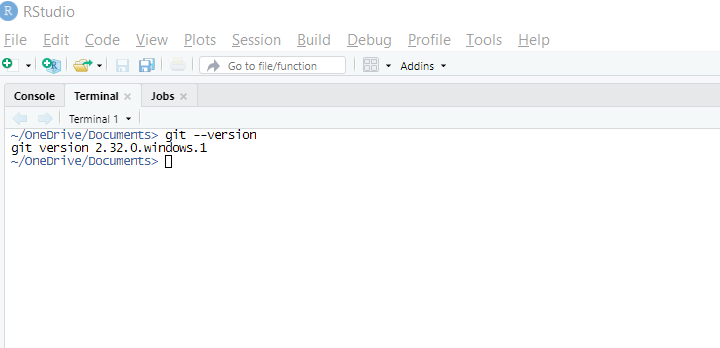 R RStudio
File Edit Code View Plots Session Build Debug Profile Tools Help
R Go to file/function Addins
Console Terminal Jobs
Terminal 1
~/OneDrive/Documents> git --version
git version 2.32.0.windows.1
~/OneDrive/Documents>